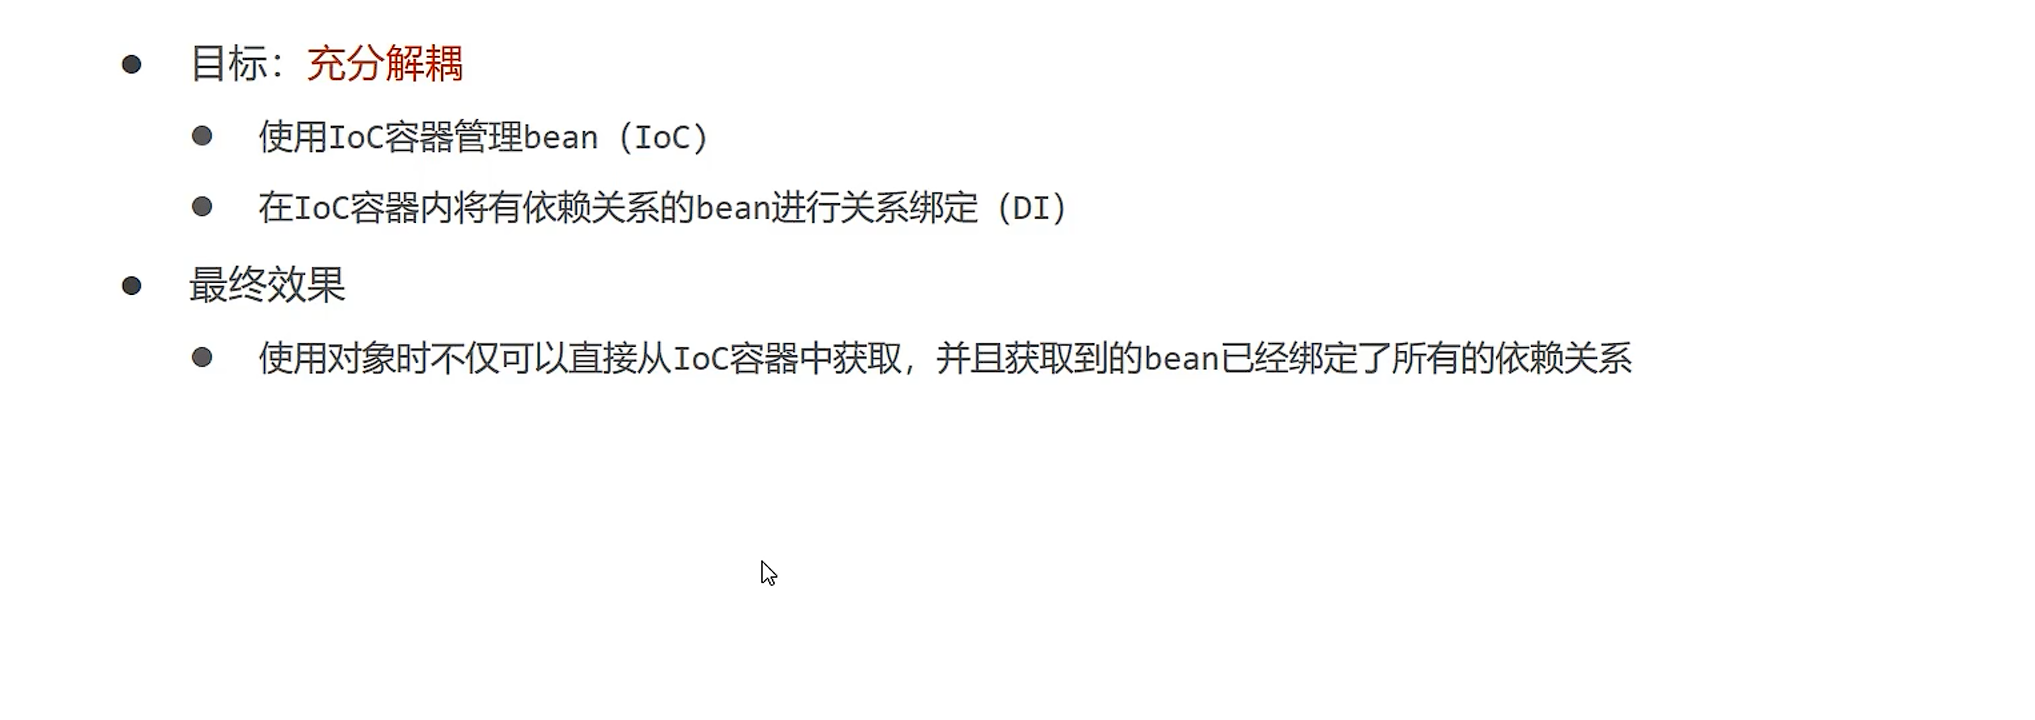 目标：充分解耦
使用IoC容器管理bean（IoC）
在IoC容器内将有依赖关系的bean进行关系绑定（DI）
最终效果
使用对象时不仅可以直接从IoC容器中获取，并且获取到的bean已经绑定了所有的依赖关系